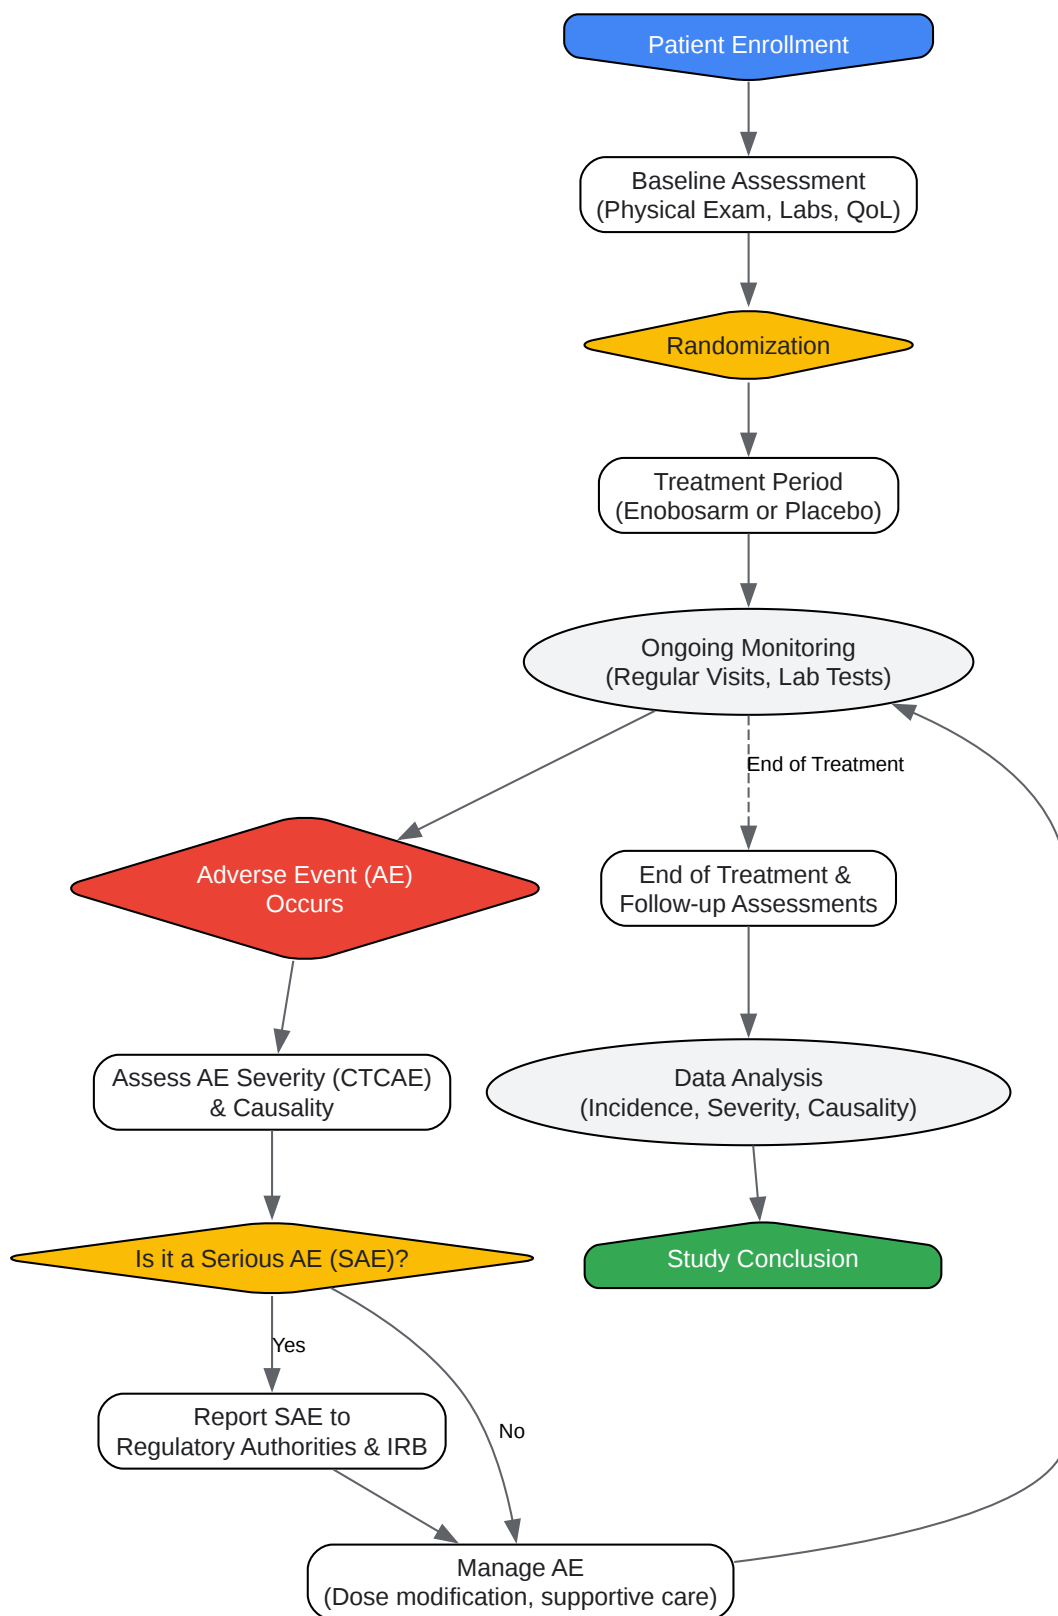 Patient Enrollment
Baseline Assessment
(Physical Exam, Labs, QoL)
Randomization
Treatment Period
(Enobosarm or Placebo)
Ongoing Monitoring
(Regular Visits, Lab Tests)
End of Treatment
Adverse Event (AE)
Occurs
End of Treatment &
Follow-up Assessments
Assess AE Severity (CTCAE)
& Causality
Data Analysis
(Incidence, Severity, Causality)
Is it a Serious AE (SAE)?
Study Conclusion
Yes
Report SAE to
Regulatory Authorities & IRB
No
Manage AE
(Dose modification, supportive care)